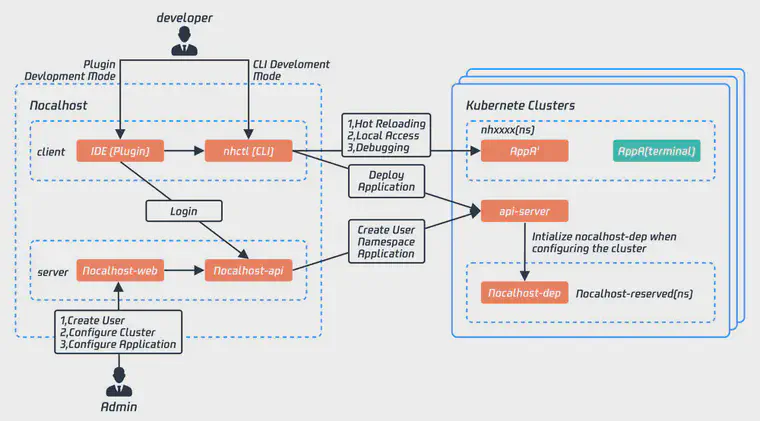 developer
Plugin
Devlopment Mode
CLI Develoment
Mode
Nocalhost
client
IDE (Plugin)
nhctl (CLI)
Login
server
Nocalhost-web
Nocalhost-api
1,Create User
2,Configure Cluster
3,Configure Application
Admin
1,Hot Reloading
2,Local Access
3,Debugging
Deploy
Application
Create User
Namespace
Application
Kubernete Clusters
nhxxxx(ns)
AppA'
AppA(terminal)
api-server
Intialize nocalhost-dep when
configuring the cluster
Nocalhost-dep
Nocalhost-reserved(ns)